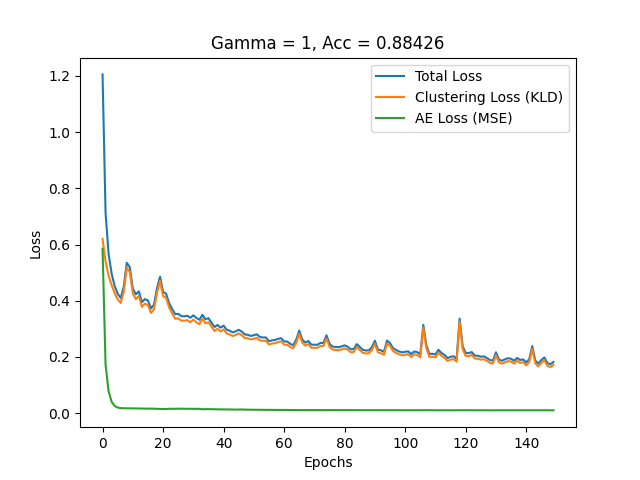 Gamma = 1, Acc = 0.88426
Total Loss
Clustering Loss (KLD)
AE Loss (MSE)
1.2
1.0
0.8
0.6
0.4
0.2
0.0
Loss
0 20 40 60 80 100 120 140
Epochs